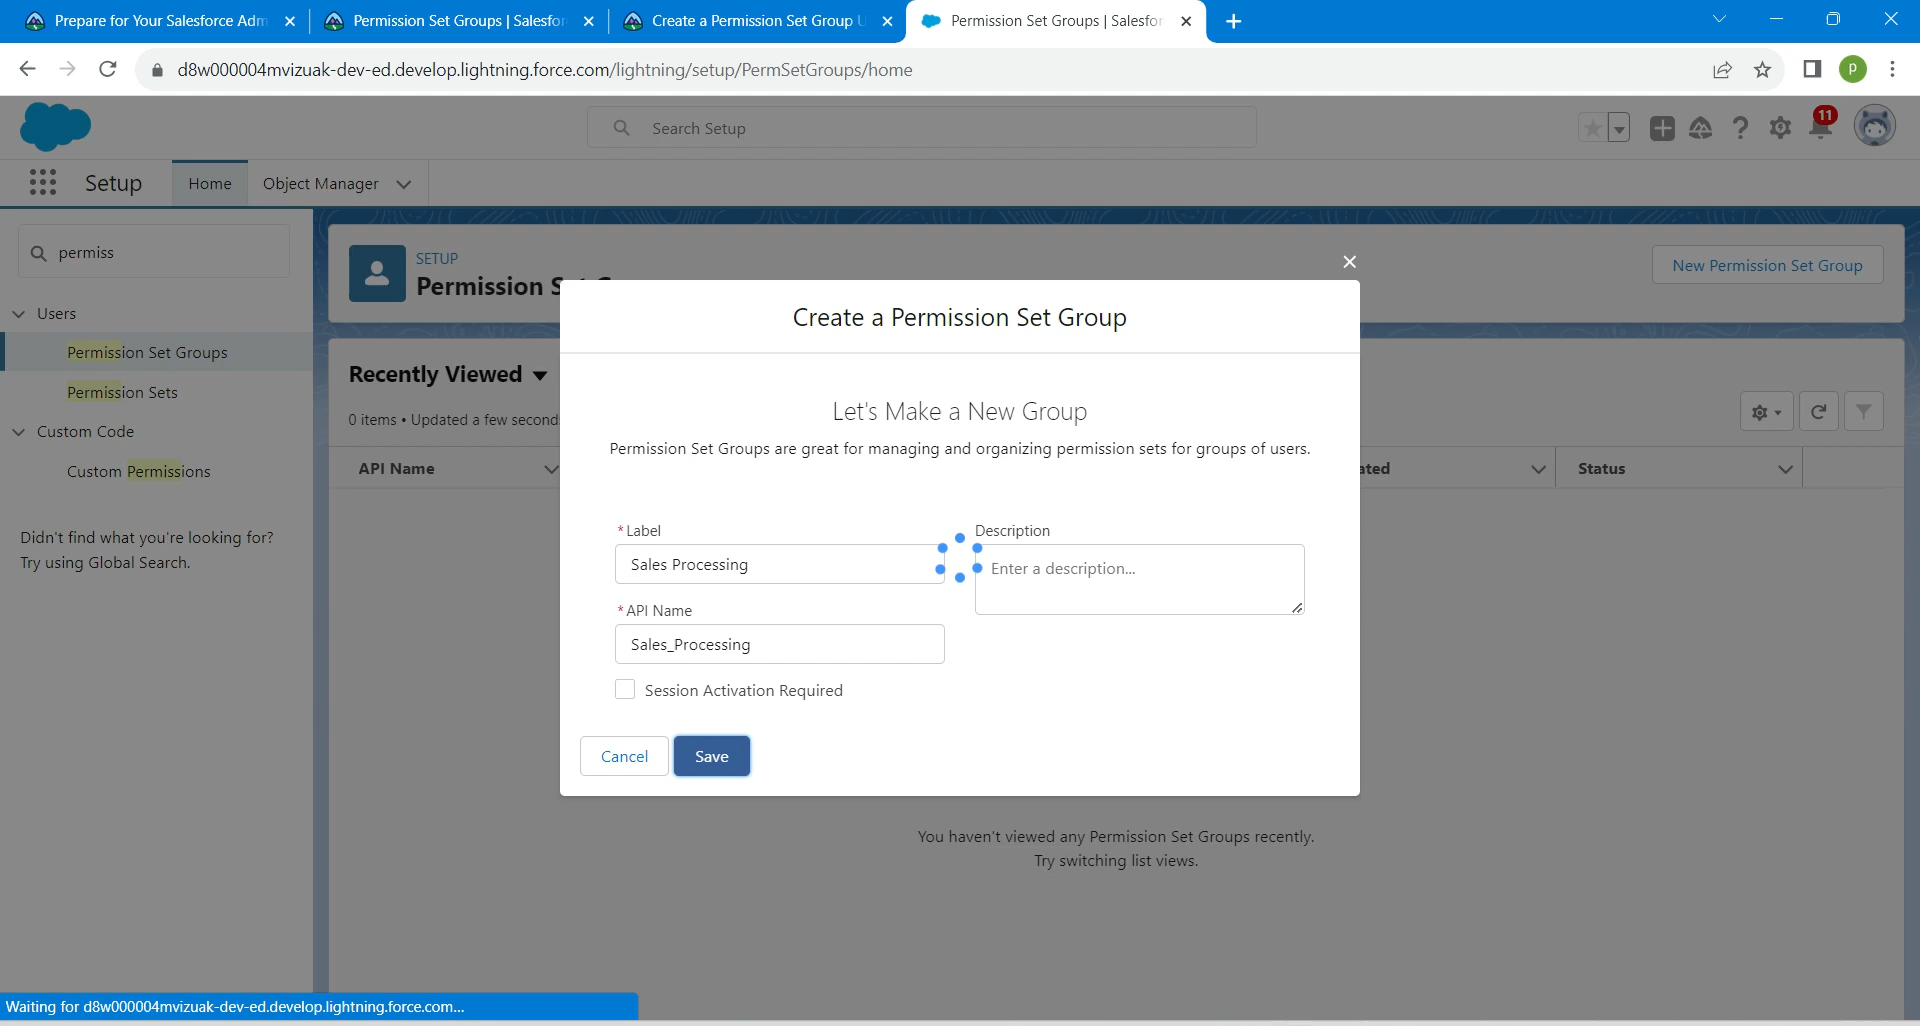 Prepare for Your Salesforce Adm
Permission Set Groups | Salesfor
Create a Permission Set Group U
Permission Set Groups | Salesfor
d8w000004mvizuak-dev-ed.develop.lightning.force.com/lightning/setup/PermSetGroups/home
P
Search Setup
11
Setup
Home
Object Manager
permiss
Users
Permission Set Groups
Permission Sets
Custom Code
Custom Permissions
Didn't find what you're looking for?
Try using Global Search.
SETUP
Permission S
New Permission Set Group
Recently Viewed
0 items • Updated a few second
API Name
ated
Status
Create a Permission Set Group
Let's Make a New Group
Permission Set Groups are great for managing and organizing permission sets for groups of users.
* Label
Sales Processing
Description
Enter a description...
* API Name
Sales_Processing
Session Activation Required
Cancel
Save
You haven't viewed any Permission Set Groups recently.
Try switching list views.
Waiting for d8w000004mvizuak-dev-ed.develop.lightning.force.com...